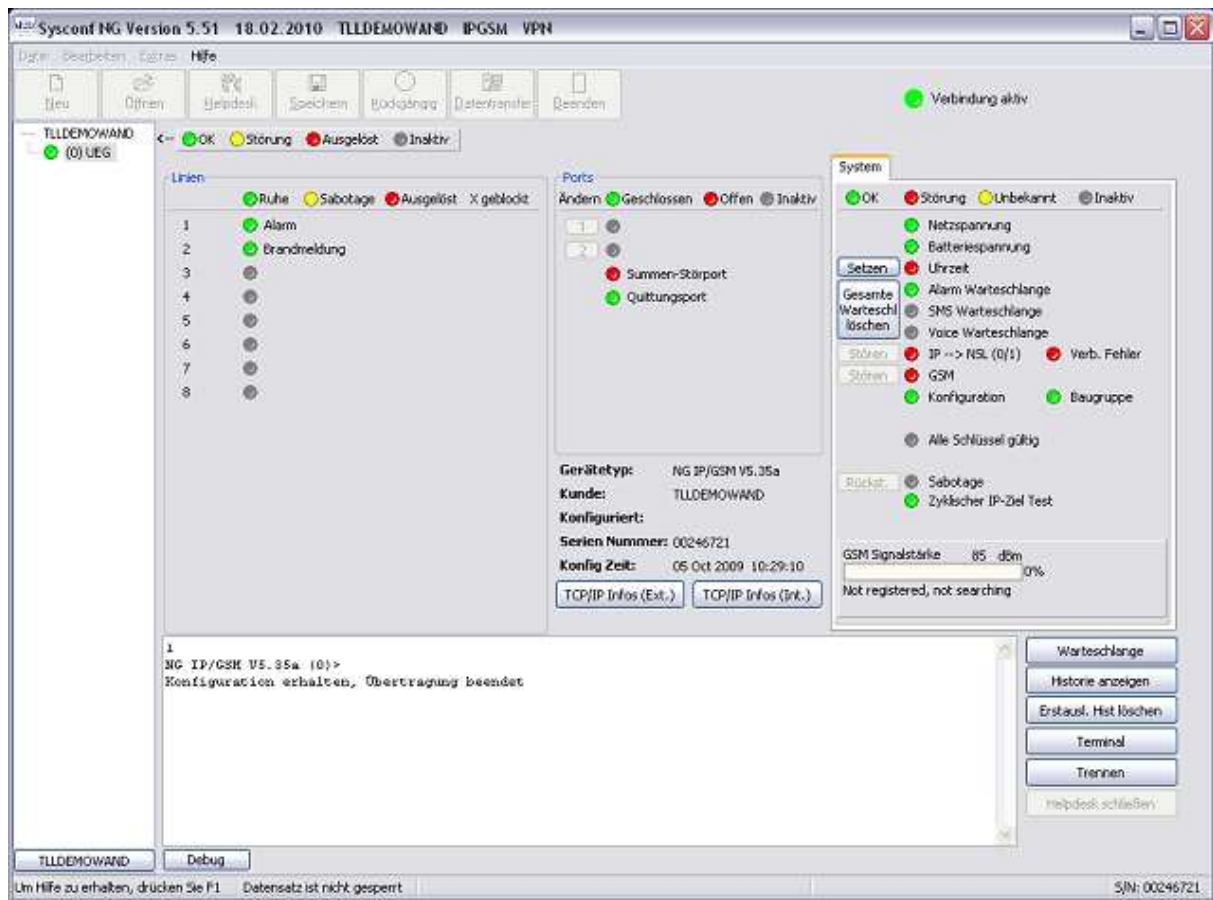 Sysconf NG Version 5.51 18.02.2010 TLLDEMOWAND IPGSM VPN
Datei Bearbeiten Extras Hilfe
Neu Öffnen Helpdesk Speichern Rückgängig Datentransfer Beenden
Verbindung aktiv
TLLDEMOWAND
(0) UEG
<-- OK Störung Ausgelöst Inaktiv
Linien
Ruhe Sabotage Ausgelöst X geblockt
1 Alarm
2 Brandmeldung
3
4
5
6
7
8
Ports
Ändern Geschlossen Offen Inaktiv
1
2
Summen-Störport
Quittungsport
Gerätetyp: NG IP/GSM V5.35a
Kunde: TLLDEMOWAND
Konfiguriert:
Serien Nummer: 00246721
Konfig Zeit: 05 Oct 2009 10:29:10
TCP/IP Infos (Ext.) TCP/IP Infos (Int.)
System
OK Störung Unbekannt Inaktiv
Netzspannung
Batteriespannung
Setzen Uhrzeit
Gesamte Warteschl löschen
Alarm Warteschlange
SMS Warteschlange
Voice Warteschlange
Stören IP --> NSL (0/1) Verb. Fehler
Stören GSM
Konfiguration Baugruppe
Alle Schlüssel gültig
Rückst. Sabotage
Zyklischer IP-Ziel Test
GSM Signalstärke 85 dBm
0%
Not registered, not searching
1
NG IP/GSM V5.35a (0)>
Konfiguration erhalten, Übertragung beendet
Warteschlange
Historie anzeigen
Erstausl. Hist löschen
Terminal
Trennen
Helpdesk schließen
TLLDEMOWAND Debug
Um Hilfe zu erhalten, drücken Sie F1 Datensatz ist nicht gesperrt S/N: 00246721